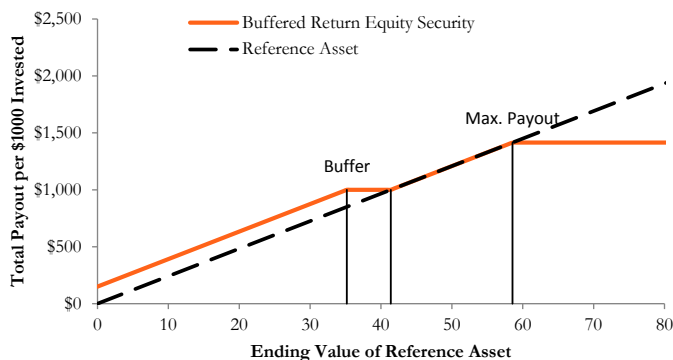 $2,500
Buffered Return Equity Security
Reference Asset
$2,000
Max. Payout
$1,500
Buffer
$1,000
$500
$0
Total Payout per $1000 Invested
0 10 20 30 40 50 60 70 80
Ending Value of Reference Asset